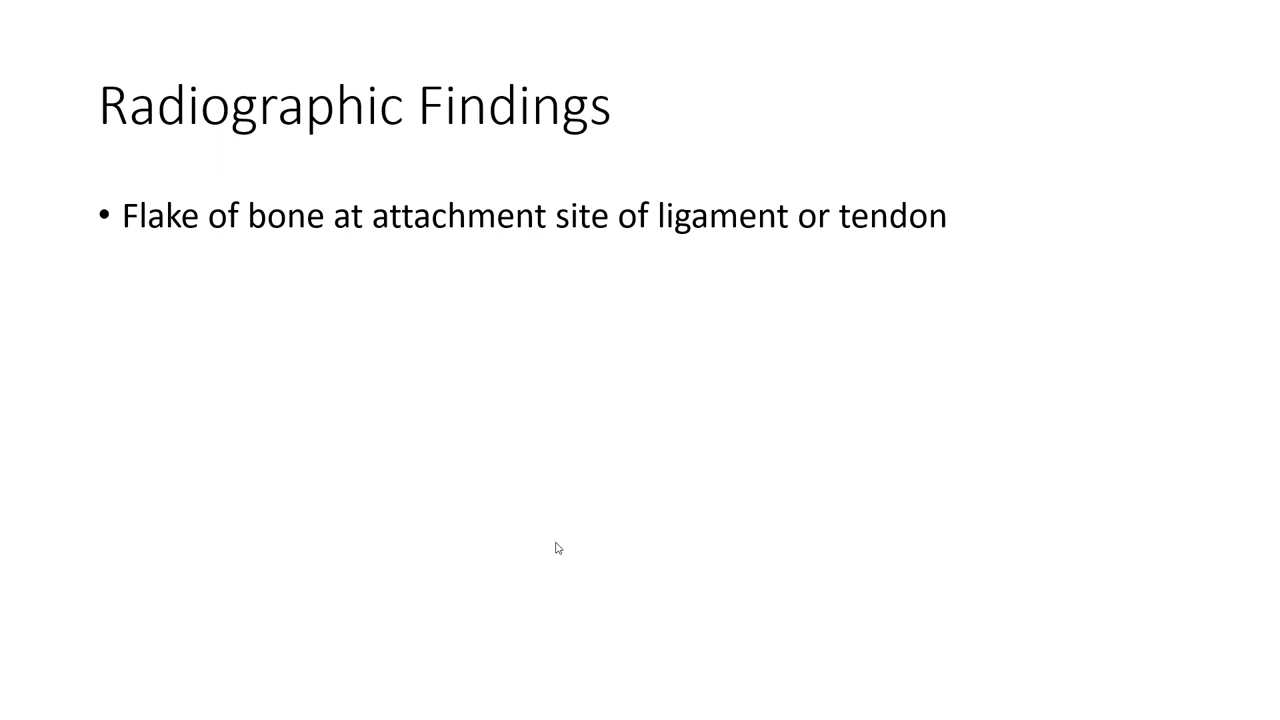 Radiographic Findings
• Flake of bone at attachment site of ligament or tendon